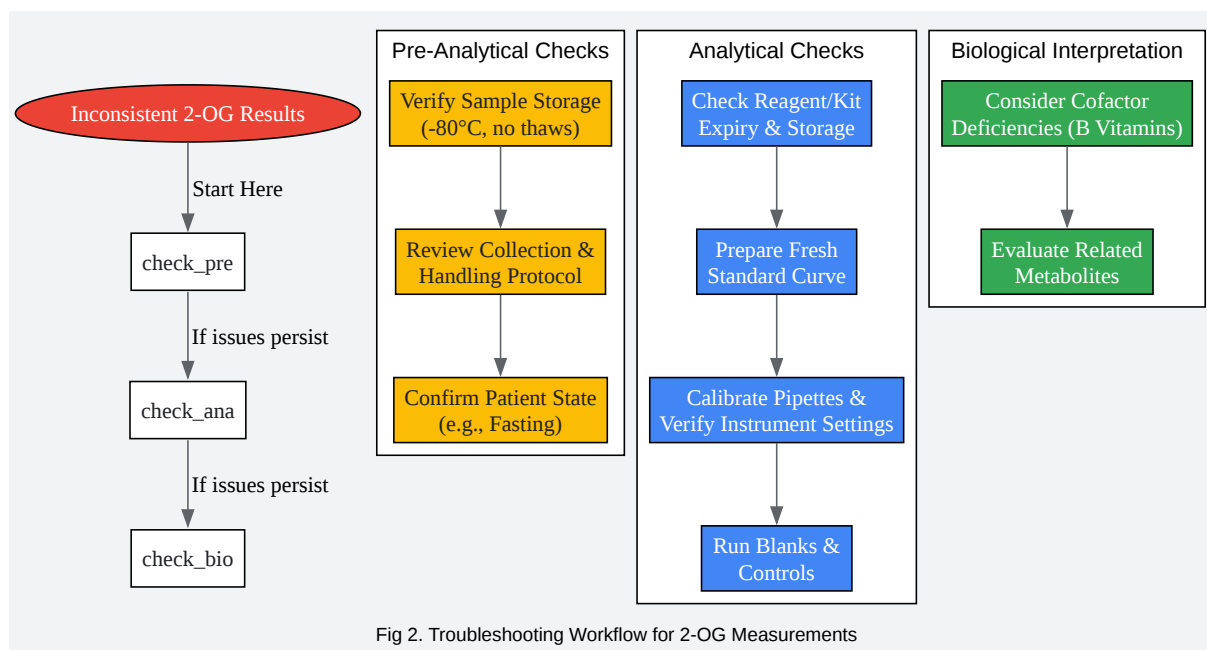 Inconsistent 2-OG Results
Start Here
check_pre
If issues persist
check_ana
If issues persist
check_bio
Pre-Analytical Checks
Verify Sample Storage
(-80°C, no thaws)
Review Collection &
Handling Protocol
Confirm Patient State
(e.g., Fasting)
Analytical Checks
Check Reagent/Kit
Expiry & Storage
Prepare Fresh
Standard Curve
Calibrate Pipettes &
Verify Instrument Settings
Run Blanks &
Controls
Biological Interpretation
Consider Cofactor
Deficiencies (B Vitamins)
Evaluate Related
Metabolites
Fig 2. Troubleshooting Workflow for 2-OG Measurements